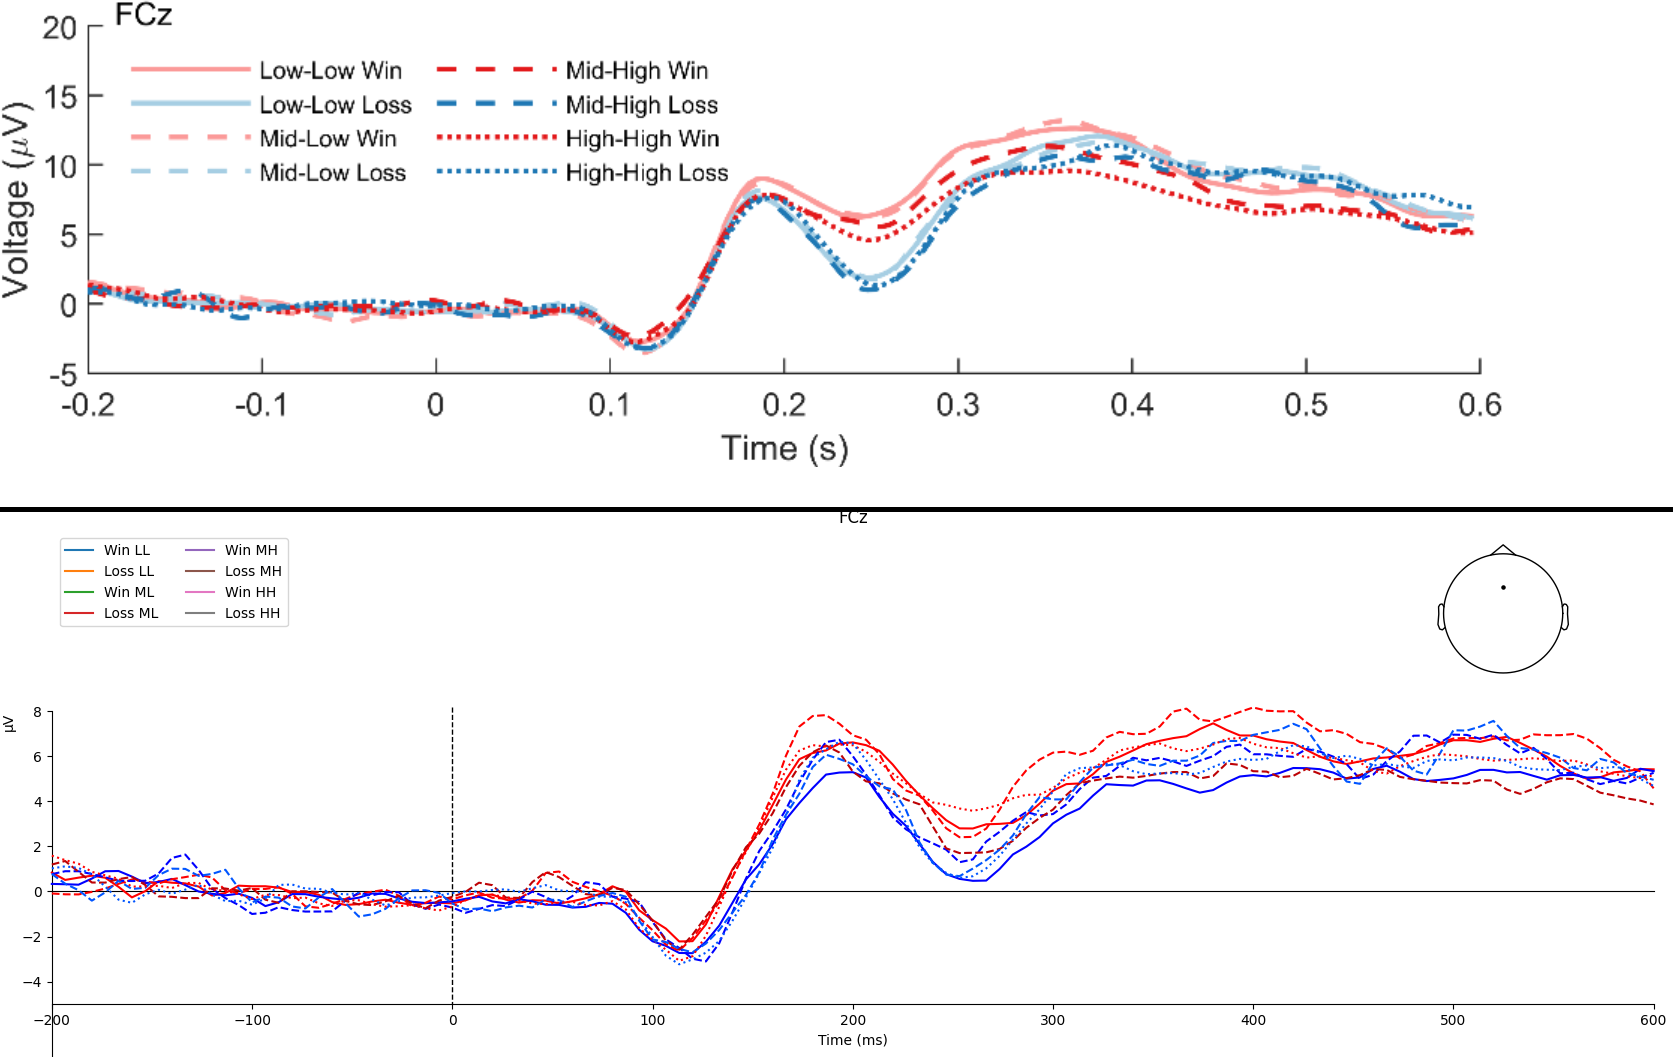 FCz
20
15
10
5
0
-5
Voltage (μV)
Low-Low Win
Low-Low Loss
Mid-Low Win
Mid-Low Loss
Mid-High Win
Mid-High Loss
High-High Win
High-High Loss
-0.2 -0.1 0 0.1 0.2 0.3 0.4 0.5 0.6
Time (s)
FCz
Win LL
Loss LL
Win ML
Loss ML
Win MH
Loss MH
Win HH
Loss HH
μV
8
6
4
2
0
−2
−4
−200 −100 0 100 200 300 400 500 600
Time (ms)